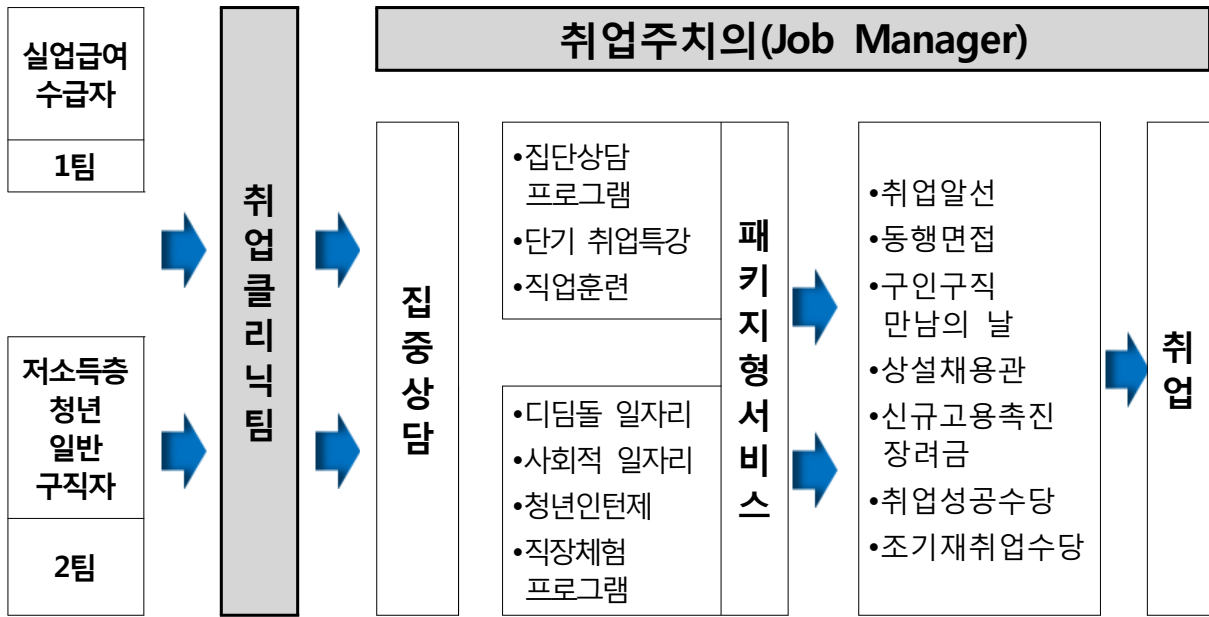 실업급여
수급자
1팀
저소득층
청년
일반
구직자
2팀
취업클리닉팀
취업주치의(Job Manager)
집중상담
•집단상담
프로그램
•단기 취업특강
•직업훈련
•디딤돌 일자리
•사회적 일자리
•청년인턴제
•직장체험
프로그램
패키지형서비스
•취업알선
•동행면접
•구인구직
만남의 날
•상설채용관
•신규고용촉진
장려금
•취업성공수당
•조기재취업수당
취업